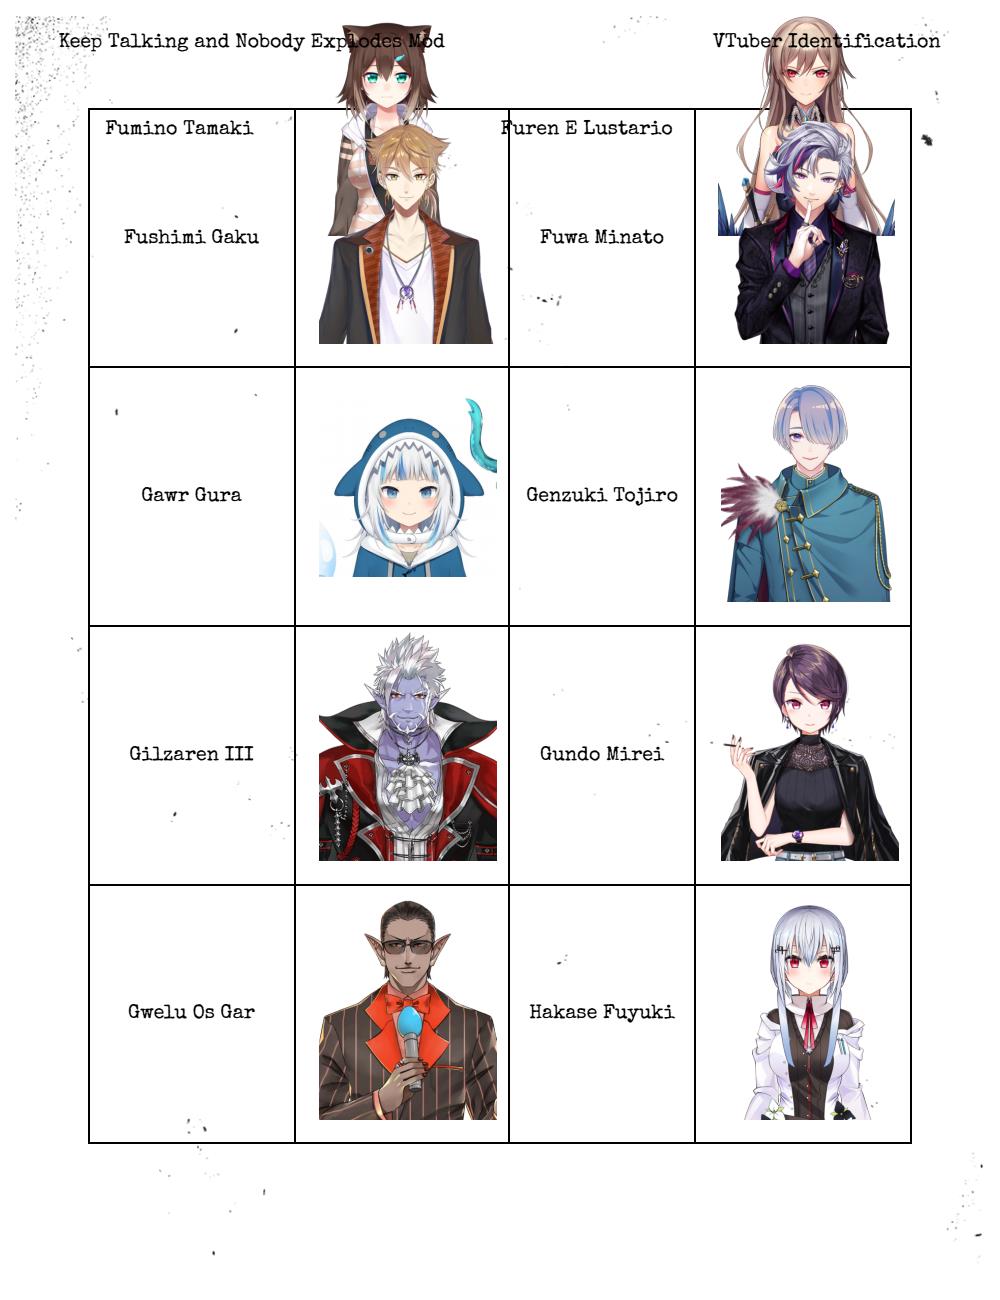 Keep Talking and Nobody Explodes Mod
VTuber Identification
Fumino Tamaki
Furen E Lustario
Fushimi Gaku
Fuwa Minato
Gawr Gura
Genzuki Tojiro
Gilzaren III
Gundo Mirei
Gwelu Os Gar
Hakase Fuyuki